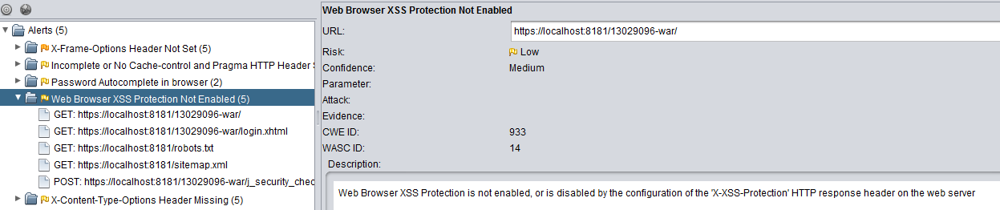 Alerts (5)
X-Frame-Options Header Not Set (5)
Incomplete or No Cache-control and Pragma HTTP Header
Password Autocomplete in browser (2)
Web Browser XSS Protection Not Enabled (5)
GET: https://localhost:8181/13029096-war/
GET: https://localhost:8181/13029096-war/login.xhtml
GET: https://localhost:8181/robots.txt
GET: https://localhost:8181/sitemap.xml
POST: https://localhost:8181/13029096-war/j_security_chec
X-Content-Type-Options Header Missing (5)
Web Browser XSS Protection Not Enabled
URL: https://localhost:8181/13029096-war/
Risk: Low
Confidence: Medium
Parameter:
Attack:
Evidence:
CWE ID: 933
WASC ID: 14
Description:
Web Browser XSS Protection is not enabled, or is disabled by the configuration of the 'X-XSS-Protection' HTTP response header on the web server